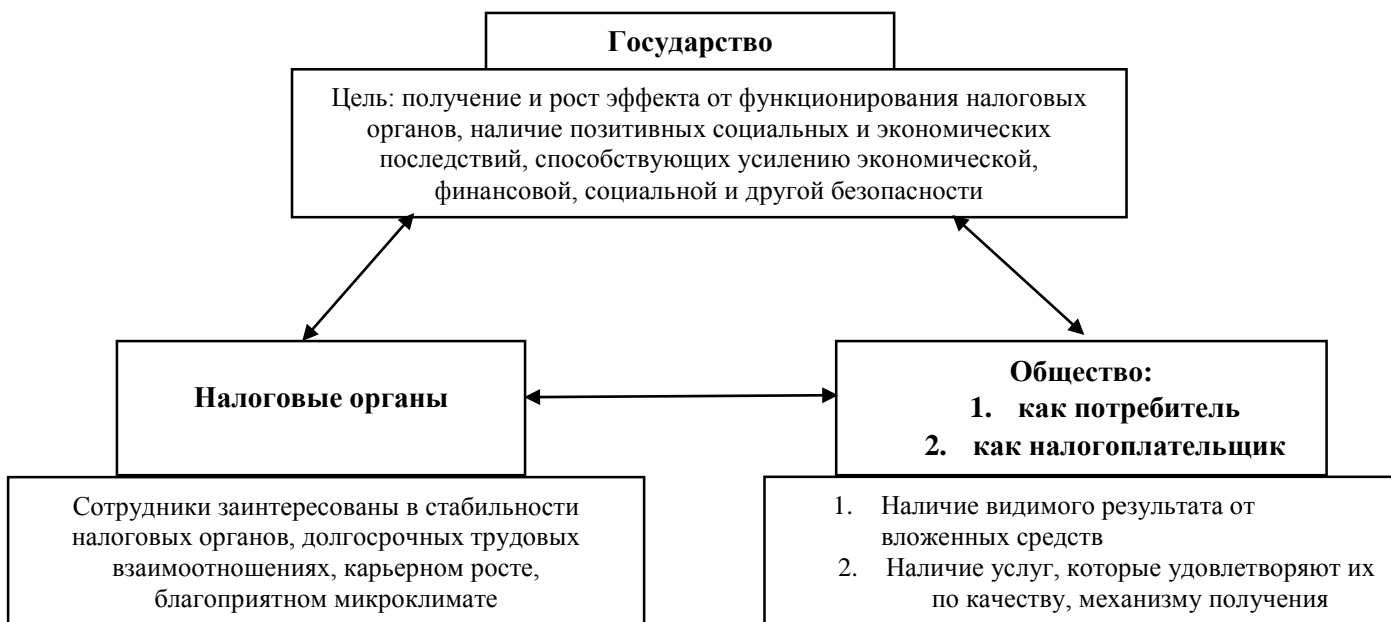 Государство
Цель: получение и рост эффекта от функционирования налоговых
органов, наличие позитивных социальных и экономических
последствий, способствующих усилению экономической,
финансовой, социальной и другой безопасности
Налоговые органы
Сотрудники заинтересованы в стабильности
налоговых органов, долгосрочных трудовых
взаимоотношениях, карьерном росте,
благоприятном микроклимате
Общество:
1. как потребитель
2. как налогоплательщик
1. Наличие видимого результата от
вложенных средств
2. Наличие услуг, которые удовлетворяют их
по качеству, механизму получения